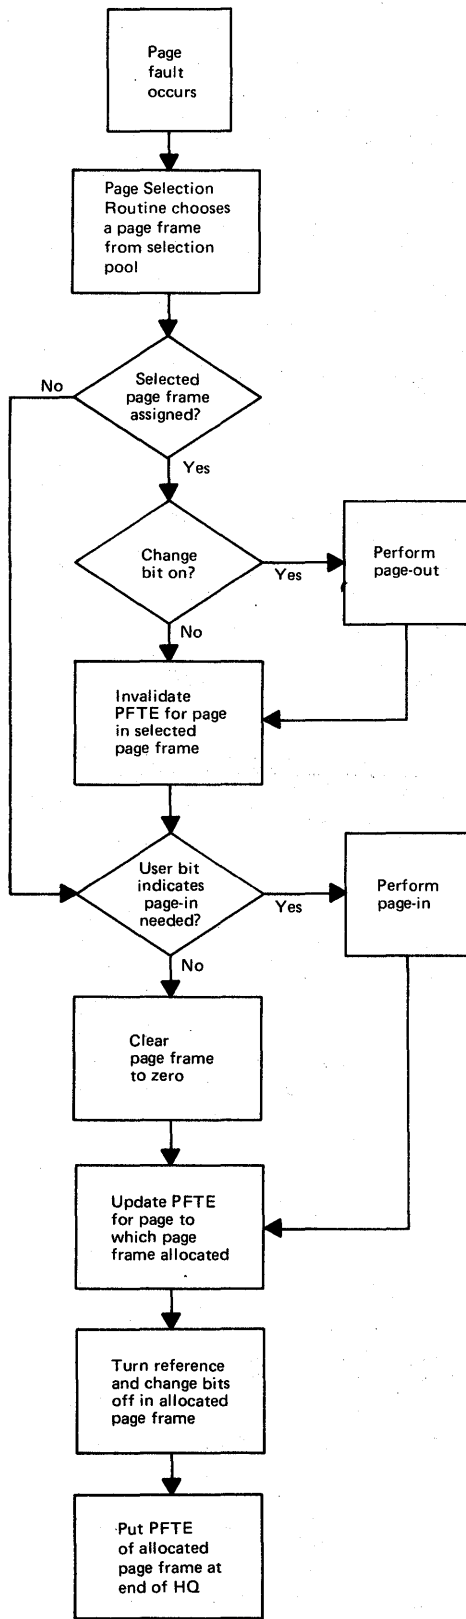 Page
fault
occurs
Page Selection
Routine chooses
a page frame
from selection
pool
No
Selected
page frame
assigned?
Yes
Change
bit on?
Yes
Perform
page-out
No
Invalidate
PFTE for page
in selected
page frame
User bit
indicates
page-in
needed?
Yes
Perform
page-in
No
Clear
page frame
to zero
Update PFTE
for page to
which page
frame allocated
Turn reference
and change bits
off in allocated
page frame
Put PFTE
of allocated
page frame at
end of HQ